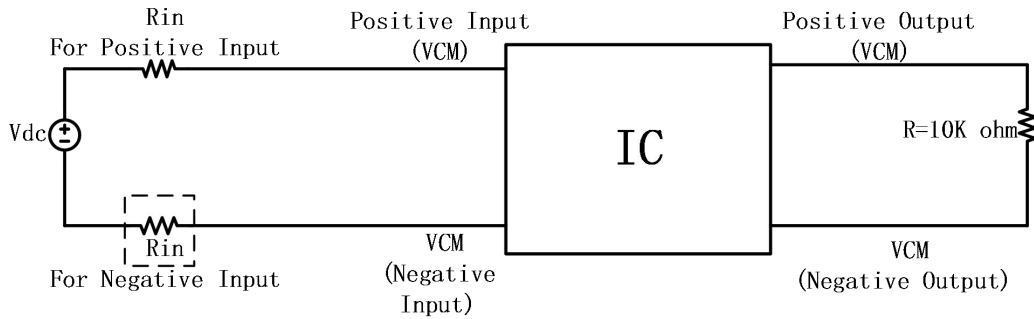 Rin
For Positive Input
Positive Input
(VCM)
Positive Output
(VCM)
Vdc
IC
R=10K ohm
Rin
For Negative Input
VCM
(Negative
Input)
VCM
(Negative Output)